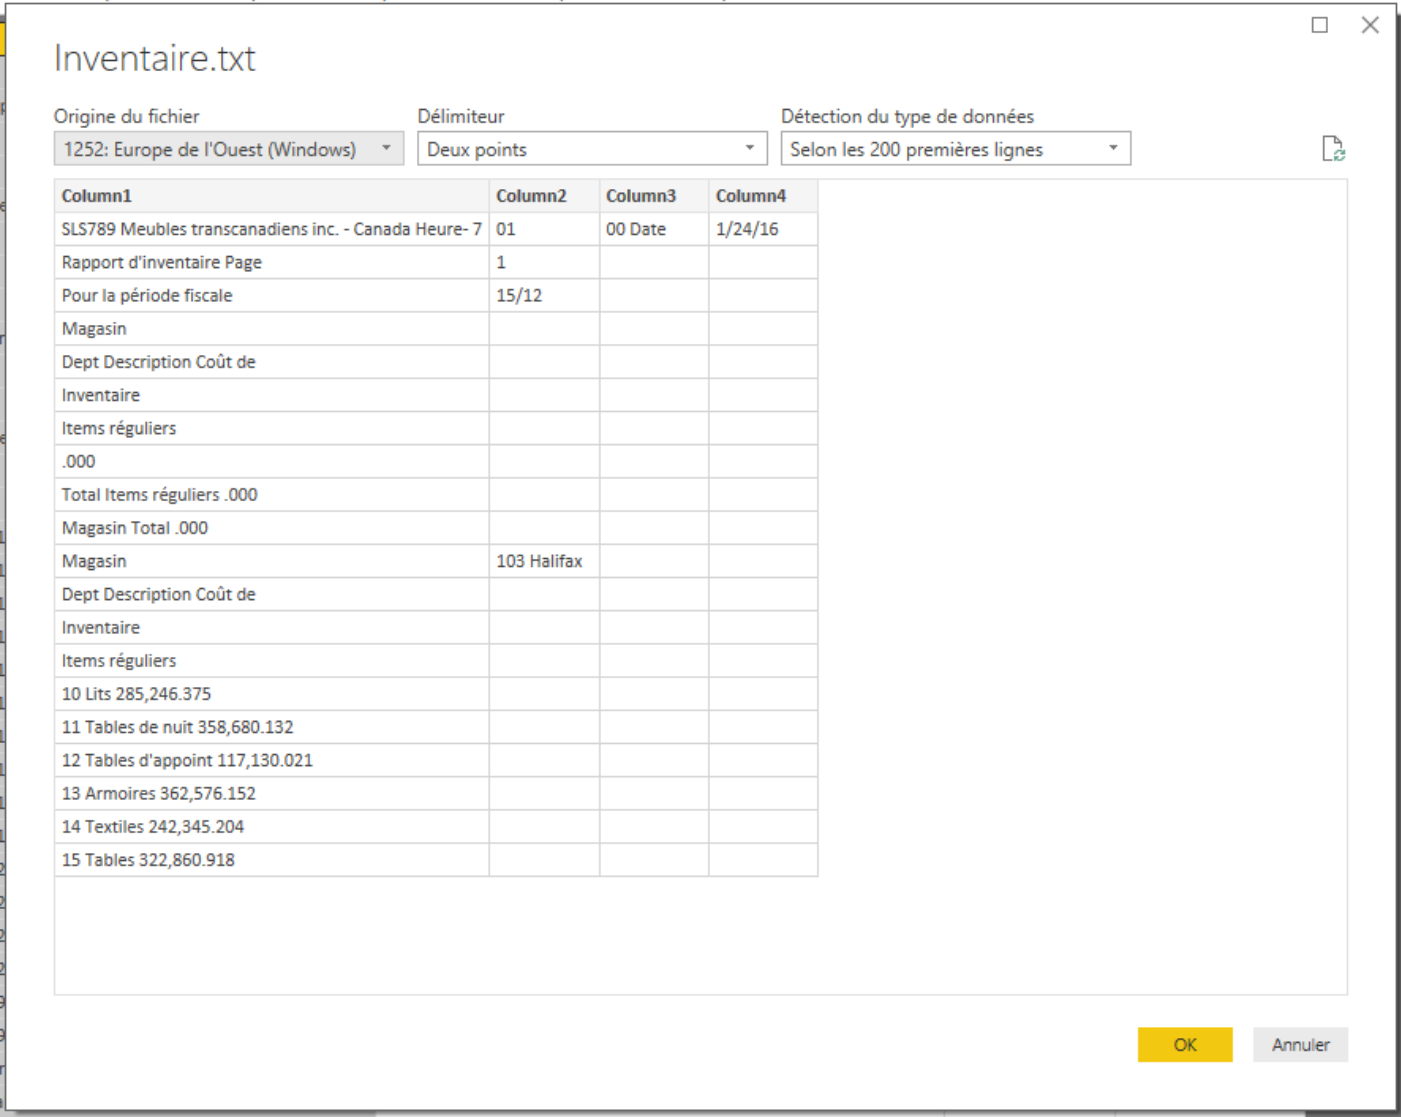 Inventaire.txt
Origine du fichier Délimiteur Détection du type de données
1252: Europe de l'Ouest (Windows) Deux points Selon les 200 premières lignes
Column1 Column2 Column3 Column4
SLS789 Meubles transcanadiens inc. - Canada Heure- 7 01 00 Date 1/24/16
Rapport d'inventaire Page 1
Pour la période fiscale 15/12
Magasin
Dept Description Coût de
Inventaire
Items réguliers
.000
Total Items réguliers .000
Magasin Total .000
Magasin 103 Halifax
Dept Description Coût de
Inventaire
Items réguliers
10 Lits 285,246.375
11 Tables de nuit 358,680.132
12 Tables d'appoint 117,130.021
13 Armoires 362,576.152
14 Textiles 242,345.204
15 Tables 322,860.918
OK Annuler